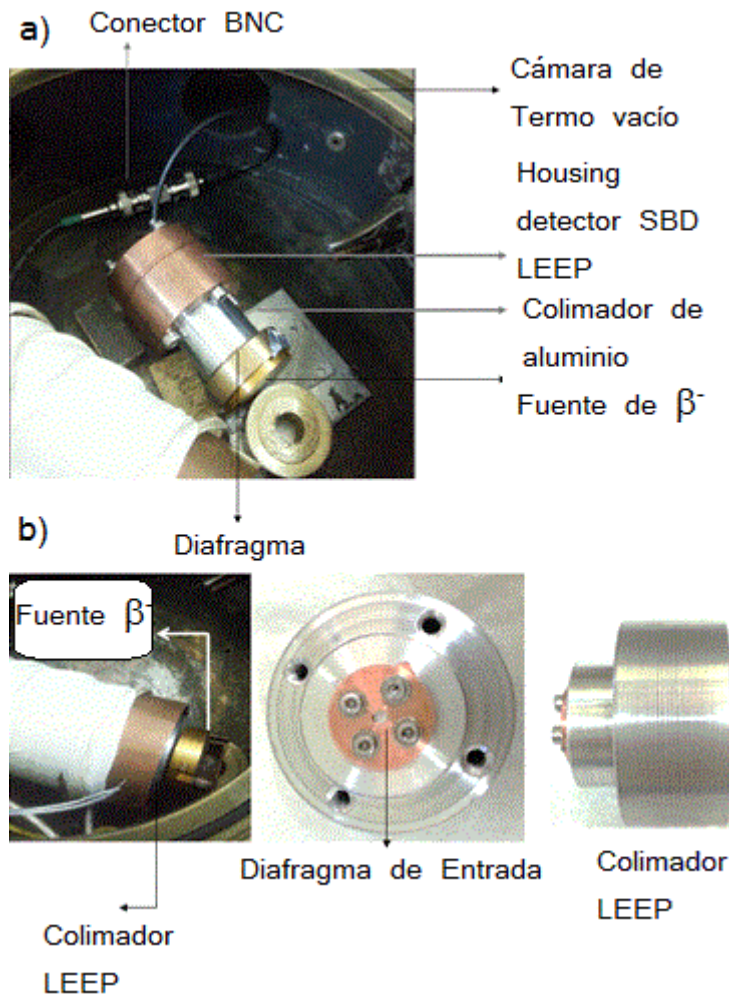 a)
Conector BNC
Cámara de
Termo vacío
Housing
detector SBD
LEEP
Colimador de
aluminio
Fuente de β⁻
Diafragma
b)
Fuente β⁻
Diafragma de Entrada
Colimador
LEEP
Colimador
LEEP